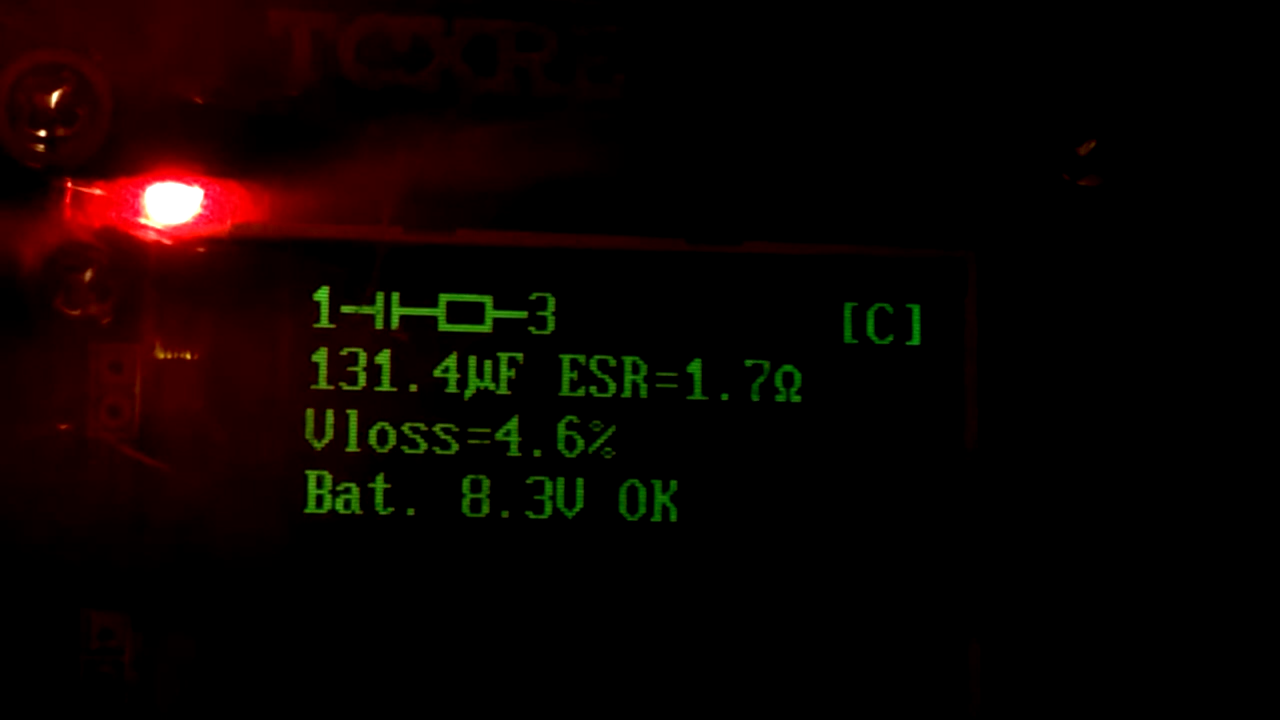 1 3 [C]
131.4µF ESR=1.7Ω
Vloss=4.6%
Bat. 8.3V OK